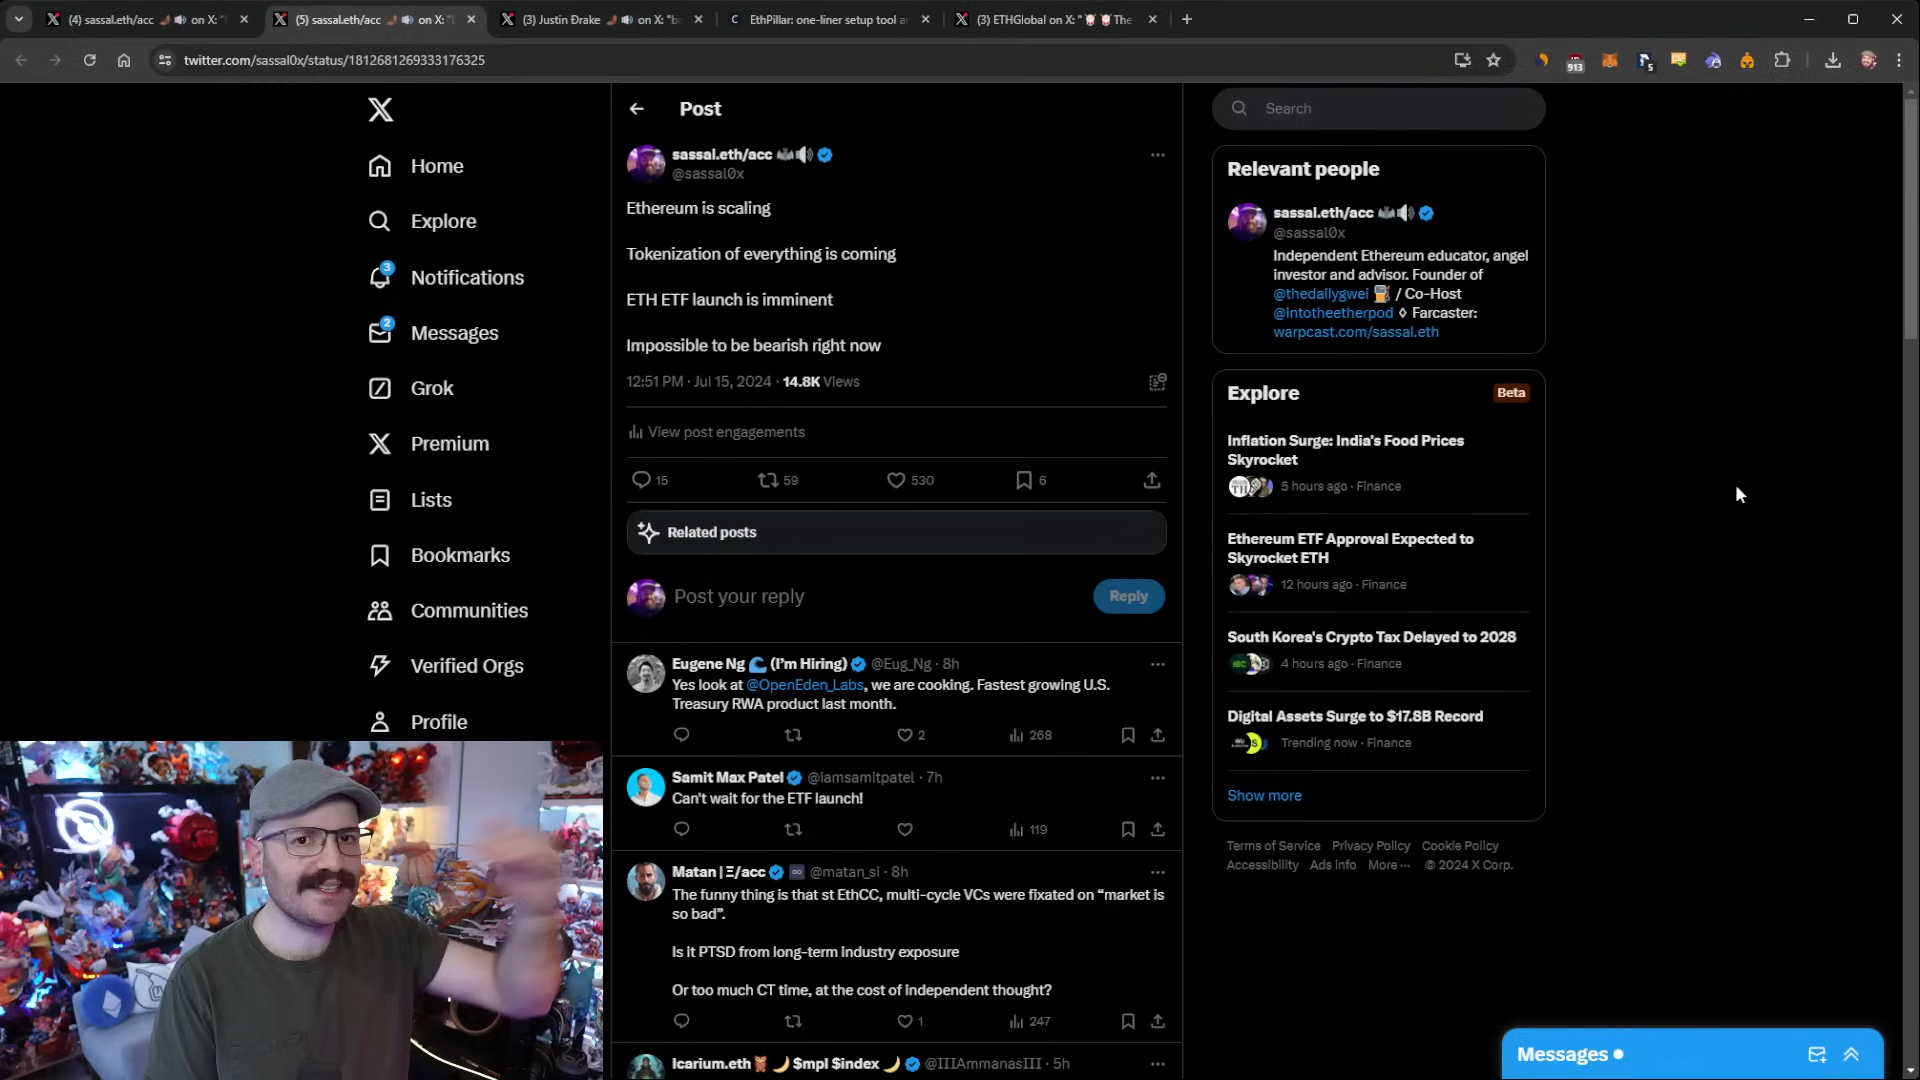 (4) sassal.eth/acc 🦇🔊 on X: "
(5) sassal.eth/acc 🦇🔊 on X: "
(3) Justin Drake 🦇🔊 on X: "
EthPillar: one-liner setup tool
(3) ETHGlobal on X: "
The
twitter.com/sassal0x/status/1812681269333176325
913
5
Home
Explore
3
Notifications
2
Messages
Grok
Premium
Lists
Bookmarks
Communities
Verified Orgs
Profile
Post
sassal.eth/acc 🦇🔊
@sassal0x
Ethereum is scaling
Tokenization of everything is coming
ETH ETF launch is imminent
Impossible to be bearish right now
12:51 PM · Jul 15, 2024 · 14.8K Views
View post engagements
15
59
530
6
Related posts
Post your reply
Reply
Eugene Ng 🌊 (I'm Hiring) @Eug_Ng · 8h
Yes look at @OpenEden_Labs, we are cooking. Fastest growing U.S.
Treasury RWA product last month.
2
268
Samit Max Patel @iamsamitpatel · 7h
Can't wait for the ETF launch!
119
Matan | Ξ/acc @matan_si · 8h
The funny thing is that st EthCC, multi-cycle VCs were fixated on “market is
so bad”.
Is it PTSD from long-term industry exposure
Or too much CT time, at the cost of independent thought?
1
247
Icarium.eth🦉 🌙 $mpl $index 🌙 @IIIAmmanasIII · 5h
Search
Relevant people
sassal.eth/acc 🦇🔊
@sassal0x
Independent Ethereum educator, angel
investor and advisor. Founder of
@thedailygwei ⛽ / Co-Host
@intotheetherpod ◊ Farcaster:
warpcast.com/sassal.eth
Explore
Beta
Inflation Surge: India's Food Prices
Skyrocket
5 hours ago · Finance
Ethereum ETF Approval Expected to
Skyrocket ETH
12 hours ago · Finance
South Korea's Crypto Tax Delayed to 2028
4 hours ago · Finance
Digital Assets Surge to $17.8B Record
Trending now · Finance
Show more
Terms of Service Privacy Policy Cookie Policy
Accessibility Ads info More ··· © 2024 X Corp.
Messages